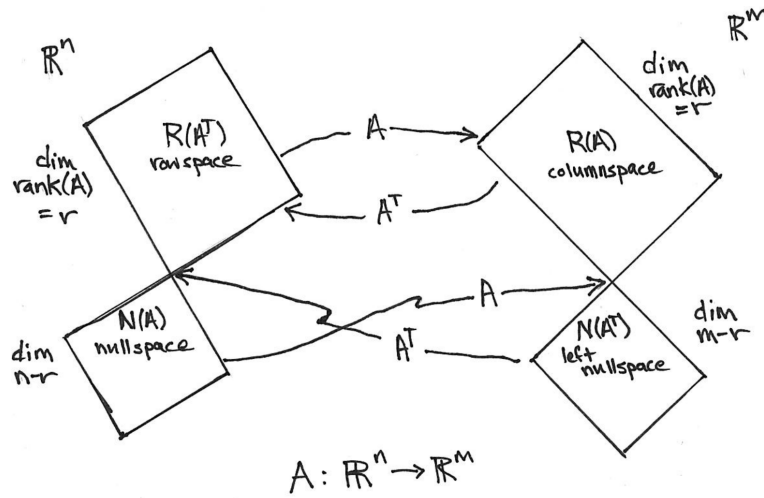 ℝⁿ
ℝᵐ
dim
rank(A)
=r
R(Aᵀ)
rowspace
A
Aᵀ
R(A)
columnspace
dim
rank(A)
=r
N(A)
nullspace
dim
n-r
A
Aᵀ
N(Aᵀ)
left
nullspace
dim
m-r
A: ℝⁿ→ℝᵐ